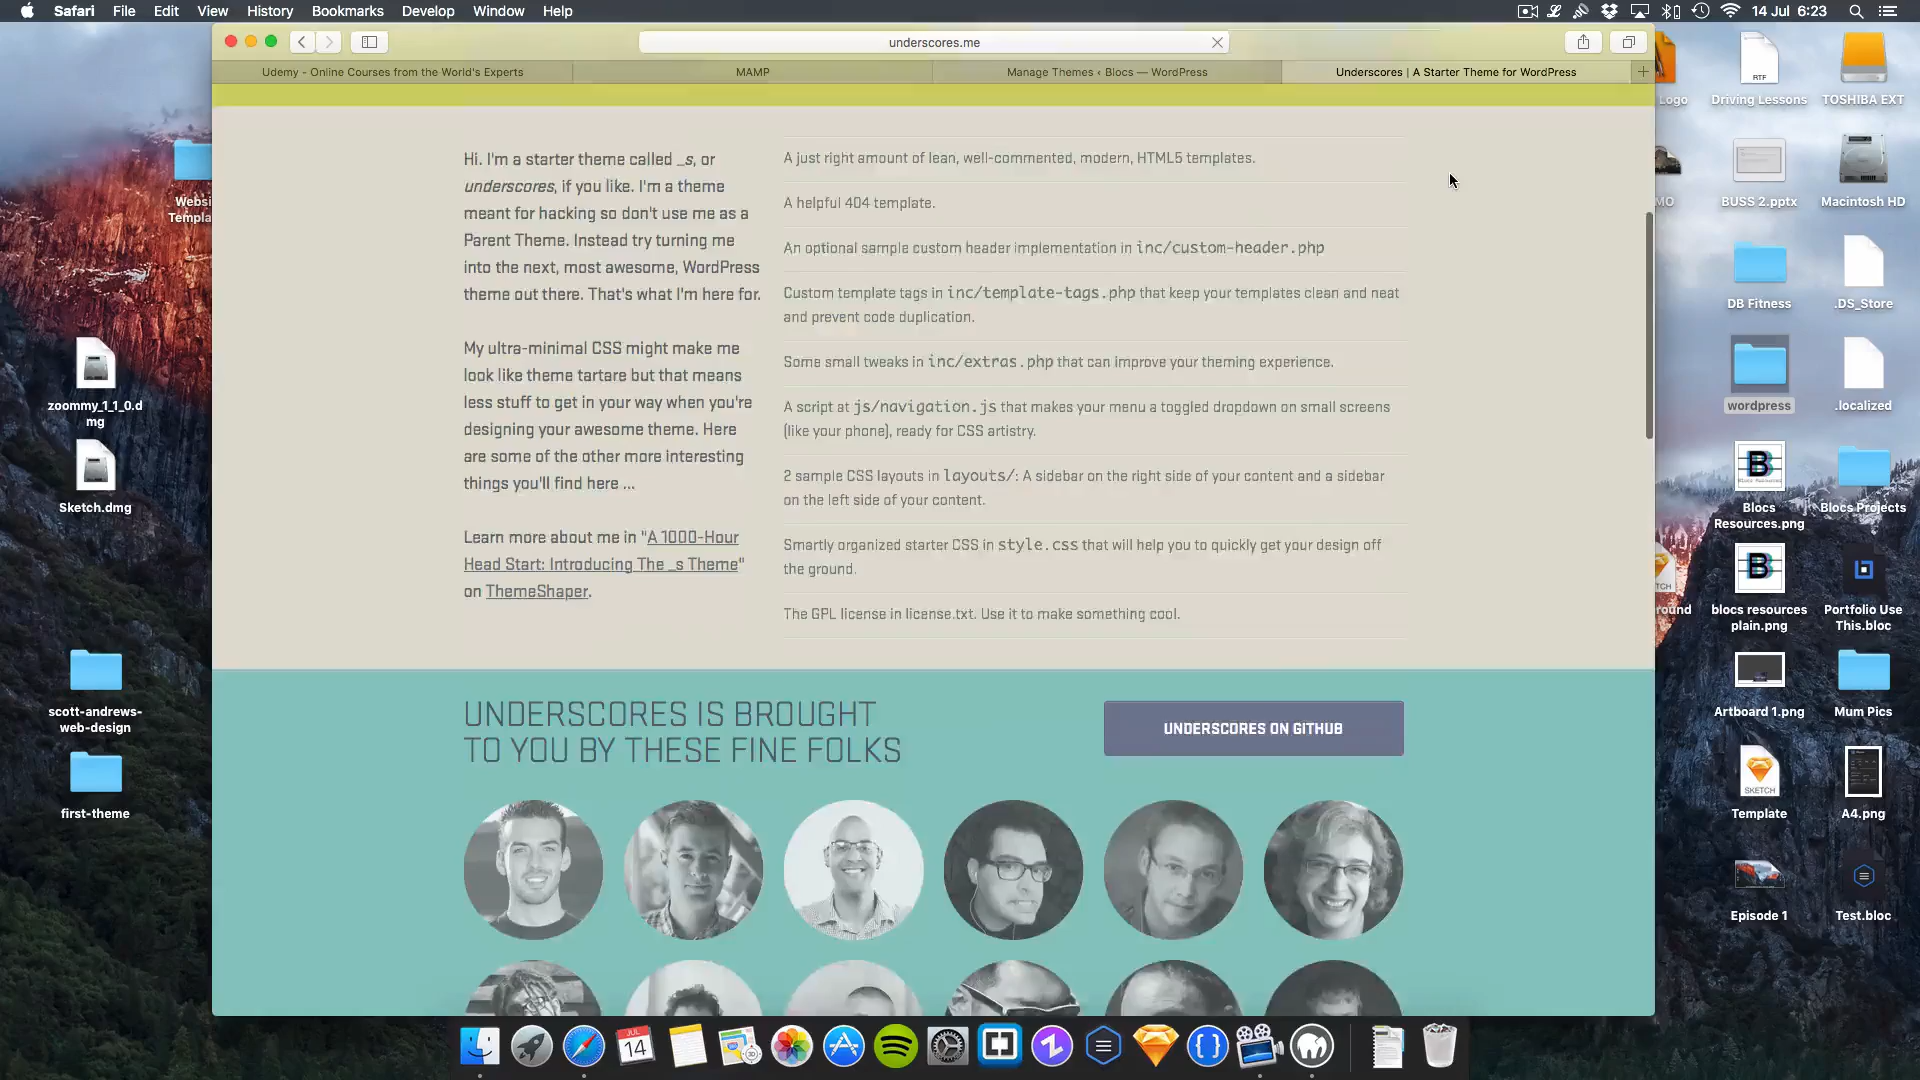 Safari File Edit View History Bookmarks Develop Window Help
14 Jul 6:23
underscores.me
Udemy - Online Courses from the World's Experts
MAMP
Manage Themes ‹ Blocs — WordPress
Underscores | A Starter Theme for WordPress
Hi. I'm a starter theme called _s, or
underscores, if you like. I'm a theme
meant for hacking so don't use me as a
Parent Theme. Instead try turning me
into the next, most awesome, WordPress
theme out there. That's what I'm here for.
My ultra-minimal CSS might make me
look like theme tartare but that means
less stuff to get in your way when you're
designing your awesome theme. Here
are some of the other more interesting
things you'll find here ...
Learn more about me in "A 1000-Hour
Head Start: Introducing The _s Theme"
on ThemeShaper.
A just right amount of lean, well-commented, modern, HTML5 templates.
A helpful 404 template.
An optional sample custom header implementation in inc/custom-header.php
Custom template tags in inc/template-tags.php that keep your templates clean and neat
and prevent code duplication.
Some small tweaks in inc/extras.php that can improve your theming experience.
A script at js/navigation.js that makes your menu a toggled dropdown on small screens
(like your phone), ready for CSS artistry.
2 sample CSS layouts in layouts/: A sidebar on the right side of your content and a sidebar
on the left side of your content.
Smartly organized starter CSS in style.css that will help you to quickly get your design off
the ground.
The GPL license in license.txt. Use it to make something cool.
UNDERSCORES IS BROUGHT
TO YOU BY THESE FINE FOLKS
UNDERSCORES ON GITHUB
Websi
Templa
zoommy_1_1_0.d
mg
Sketch.dmg
scott-andrews-
web-design
first-theme
Logo
RTF
Driving Lessons
TOSHIBA EXT
MO
BUSS 2.pptx
Macintosh HD
DB Fitness
.DS_Store
wordpress
.localized
B
Blocs
Resources.png
Blocs Projects
TCH
round
B
blocs resources
plain.png
Portfolio Use
This.bloc
Artboard 1.png
Mum Pics
SKETCH
Template
A4.png
Episode 1
Test.bloc
JUL
14